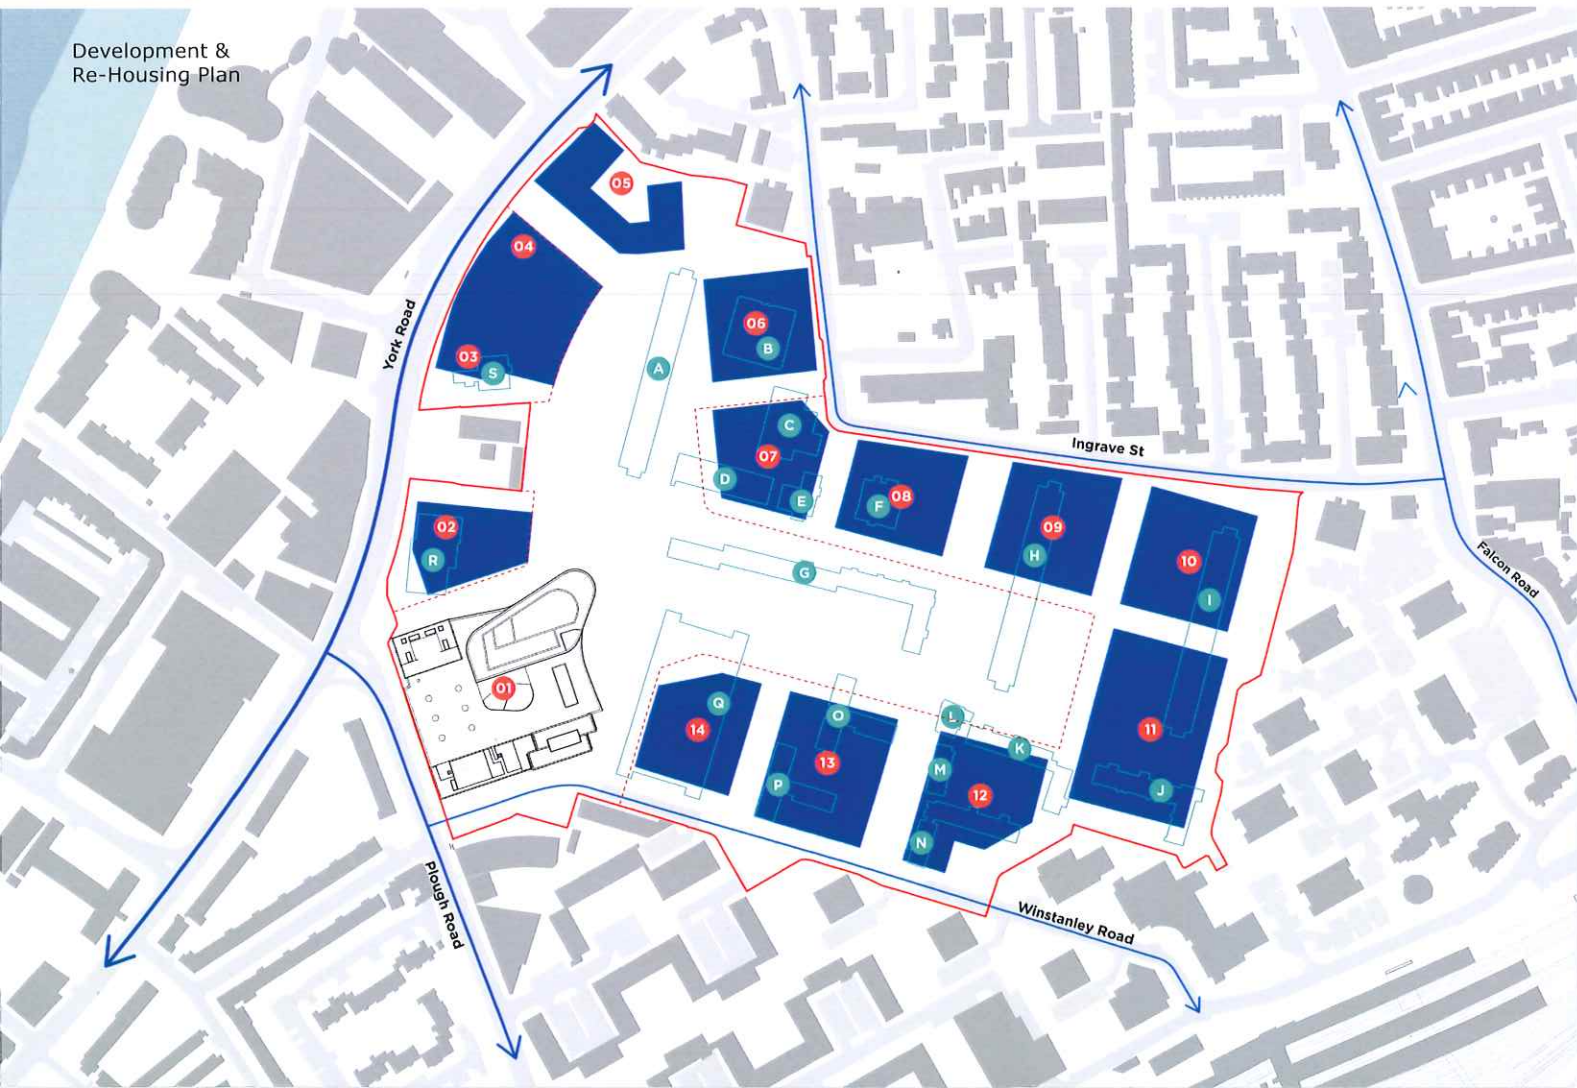 Development &
Re-Housing Plan
05
04
06
B
York Road
03
S
A
C
07
Ingrave St
D
E
F
08
02
R
09
H
10
I
G
Falcon Road
01
Q
14
O
13
P
L
K
M
12
N
11
J
Plough Road
Winstanley Road